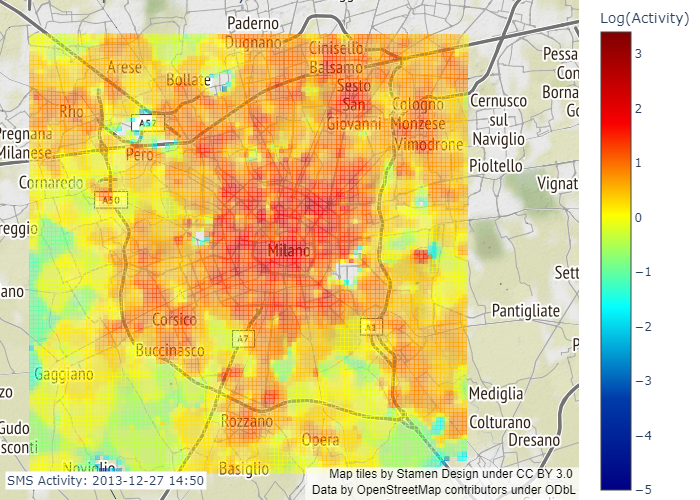 Paderno
Dugnano
Cinisello
Balsamo
Arese
Bollate
Sesto
San
Giovanni
Rho
A52
Pero
Cologno
Monzese
Vimodrone
Cernusco
sul
Naviglio
Pioltello
Pessa
Con
Borna
Go
Vignat
Pregnana
Milanese
Cornaredo
A50
reggio
Milano
Sett
ano
Pantigliate
P
Corsico
A7
Buccinasco
Gaggiano
zo
Rozzano
Opera
Mediglia
Colturano
Dresano
Gudo
sconti
Noviglio
Basiglio
SMS Activity: 2013-12-27 14:50
Map tiles by Stamen Design under CC BY 3.0
Data by OpenStreetMap contributors under ODbL
Log(Activity)
3
2
1
0
−1
−2
−3
−4
−5